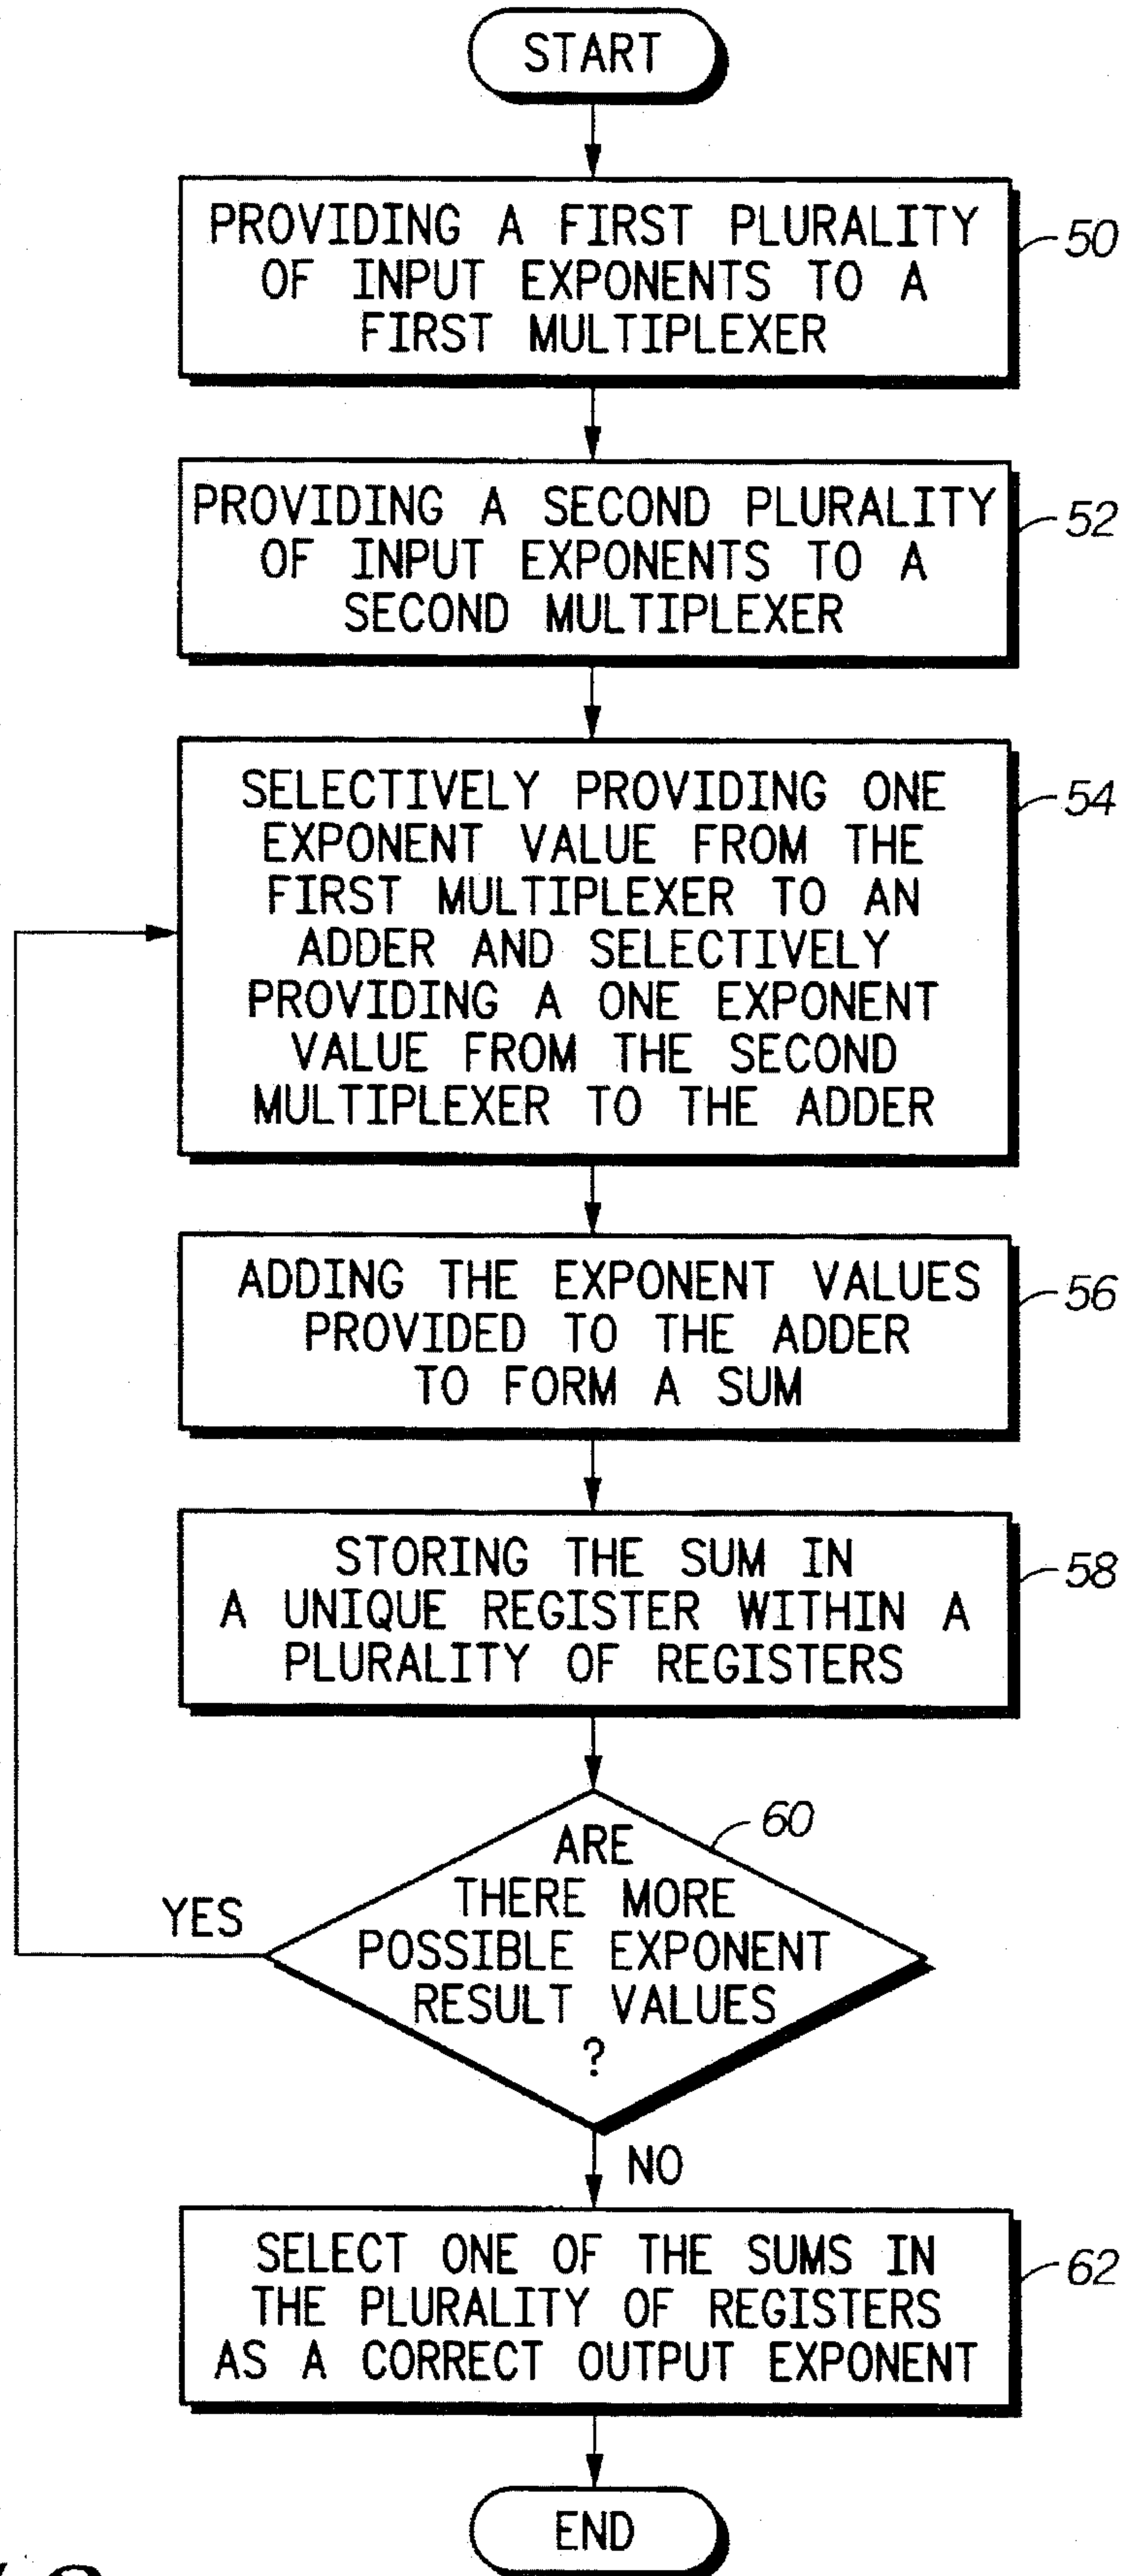 START
PROVIDING A FIRST PLURALITY
OF INPUT EXPONENTS TO A
FIRST MULTIPLEXER
50
PROVIDING A SECOND PLURALITY
OF INPUT EXPONENTS TO A
SECOND MULTIPLEXER
52
SELECTIVELY PROVIDING ONE
EXPONENT VALUE FROM THE
FIRST MULTIPLEXER TO AN
ADDER AND SELECTIVELY
PROVIDING A ONE EXPONENT
VALUE FROM THE SECOND
MULTIPLEXER TO THE ADDER
54
ADDING THE EXPONENT VALUES
PROVIDED TO THE ADDER
TO FORM A SUM
56
STORING THE SUM IN
A UNIQUE REGISTER WITHIN A
PLURALITY OF REGISTERS
58
ARE
THERE MORE
POSSIBLE EXPONENT
RESULT VALUES
?
60
YES
NO
SELECT ONE OF THE SUMS IN
THE PLURALITY OF REGISTERS
AS A CORRECT OUTPUT EXPONENT
62
END